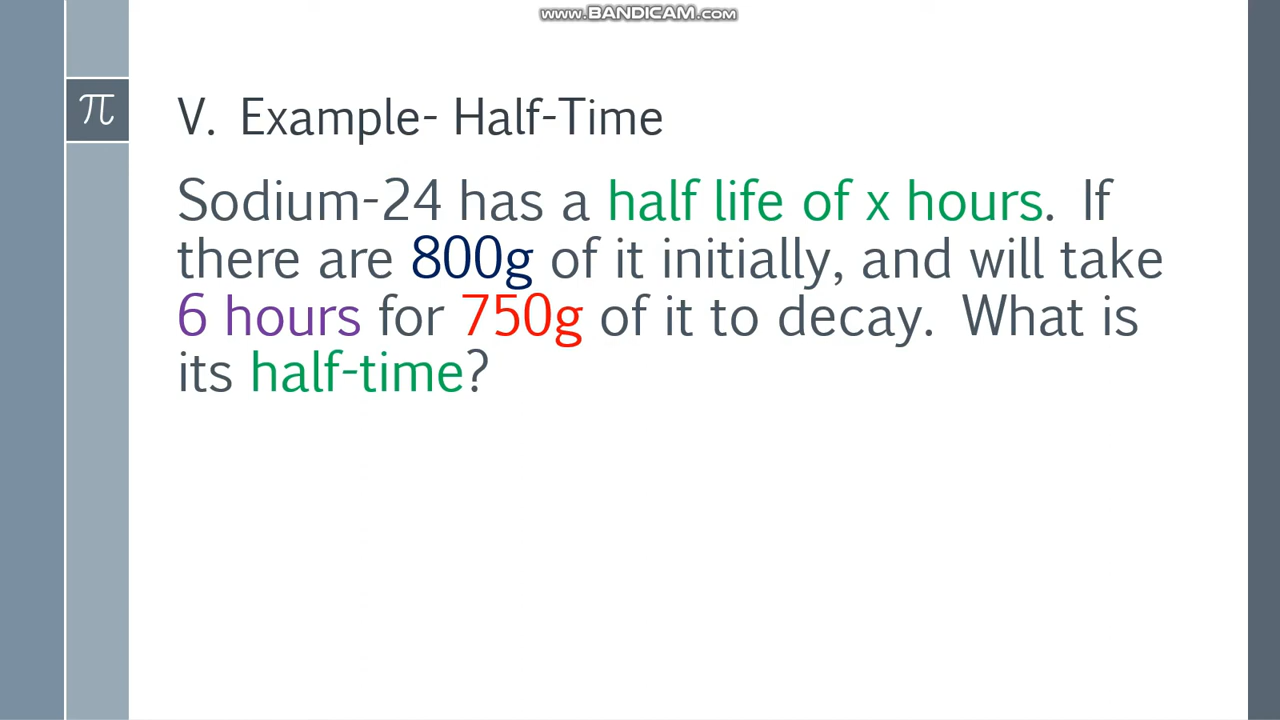 www.BANDICAM.com
π
V. Example- Half-Time
Sodium-24 has a half life of x hours. If
there are 800g of it initially, and will take
6 hours for 750g of it to decay. What is
its half-time?